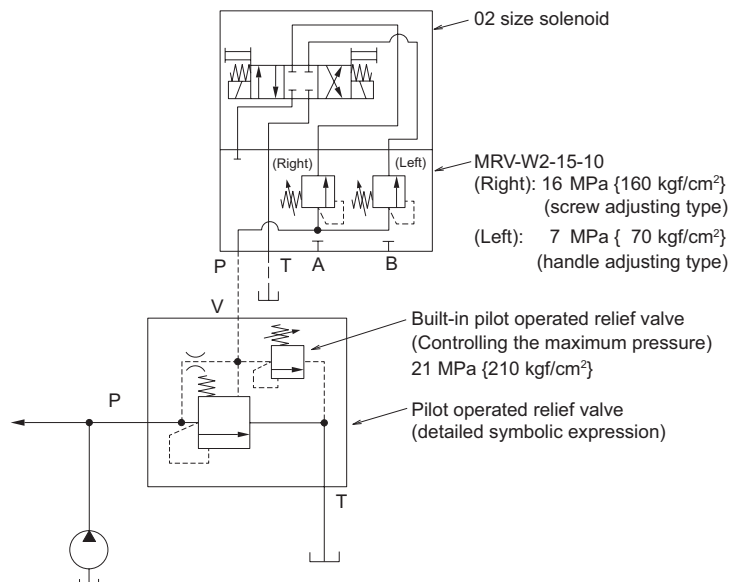 02 size solenoid
(Right)
(Left)
MRV-W2-15-10
(Right): 16 MPa {160 kgf/cm²}
(screw adjusting type)
(Left): 7 MPa { 70 kgf/cm²}
(handle adjusting type)
P
T
A
B
V
Built-in pilot operated relief valve
(Controlling the maximum pressure)
21 MPa {210 kgf/cm²}
P
Pilot operated relief valve
(detailed symbolic expression)
T